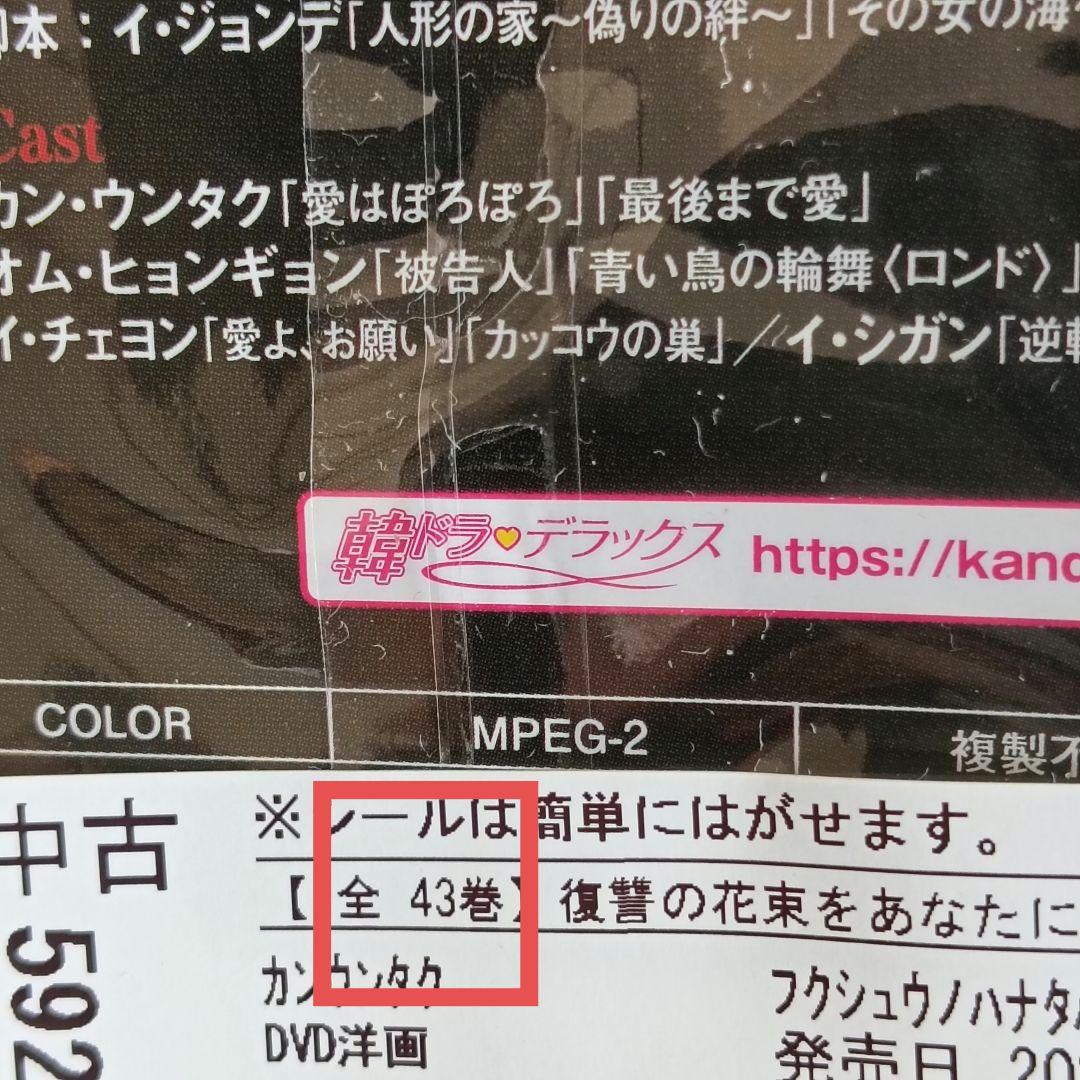 本：イ・ジョンデ「人形の家～偽りの絆～」「その女の海
Cast
カン・ウンタク「愛はぽろぽろ」「最後まで愛」
オム・ヒョンギョン「被告人」「青い鳥の輪舞〈ロンド〉」
イ・チェヨン「愛よ、お願い」「カッコウの巣」／イ・シガン「逆転
韓ドラ♥デラックス https://kand
COLOR MPEG-2 複製不
※シールは簡単にはがせます。
【 全 43巻】復讐の花束をあなたに
カンウンタク フクシュウノハナタバ
DVD洋画 発売日 20
古
592